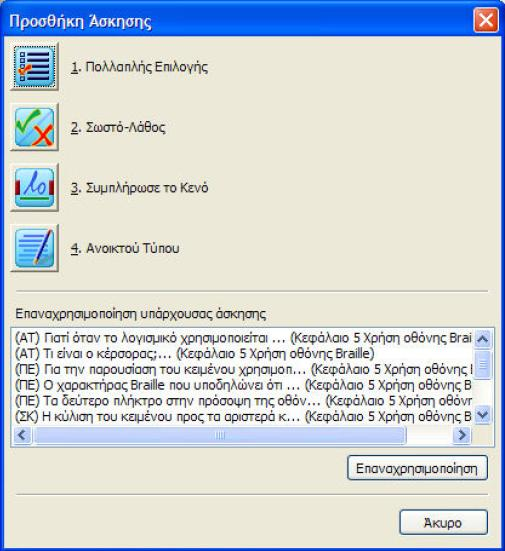 Προσθήκη Άσκησης
1. Πολλαπλής Επιλογής
2. Σωστό-Λάθος
3. Συμπλήρωσε το Κενό
4. Ανοικτού Τύπου
Επαναχρησιμοποίηση υπάρχουσας άσκησης
(ΑΤ) Γιατί όταν το λογισμικό χρησιμοποιείται ... (Κεφάλαιο 5 Χρήση οθόνης Brai
(ΑΤ) Τι είναι ο κέρσορας;... (Κεφάλαιο 5 Χρήση οθόνης Braille)
(ΠΕ) Για την παρουσίαση του κειμένου χρησιμοπ... (Κεφάλαιο 5 Χρήση οθόνης
(ΠΕ) Ο χαρακτήρας Braille που υποδηλώνει ότι ... (Κεφάλαιο 5 Χρήση οθόνης B
(ΠΕ) Τα δεύτερο πλήκτρο στην πρόσοψη της οθόν... (Κεφάλαιο 5 Χρήση οθόν
(ΣΚ) Η κύλιση του κειμένου προς τα αριστερά κ... (Κεφάλαιο 5 Χρήση οθόνης B
Επαναχρησιμοποίηση
Άκυρο